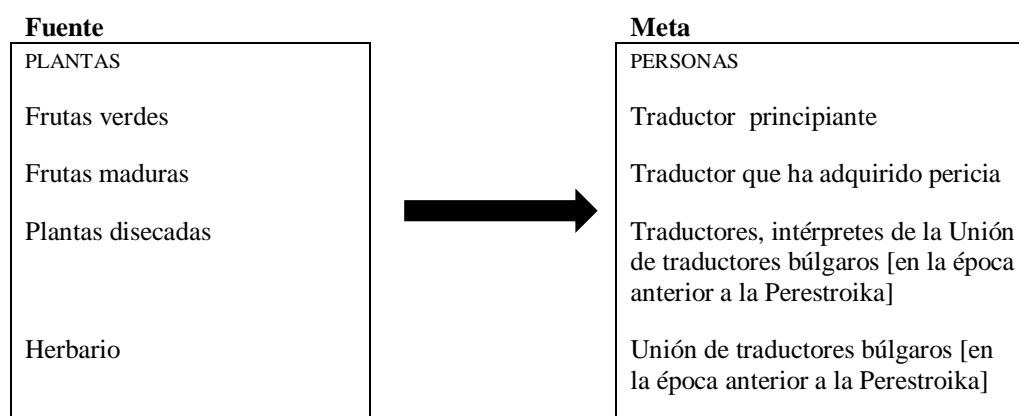 Fuente
PLANTAS
Frutas verdes
Frutas maduras
Plantas disecadas
Herbario
Meta
PERSONAS
Traductor principiante
Traductor que ha adquirido pericia
Traductores, intérpretes de la Unión
de traductores búlgaros [en la época
anterior a la Perestroika]
Unión de traductores búlgaros [en
la época anterior a la Perestroika]